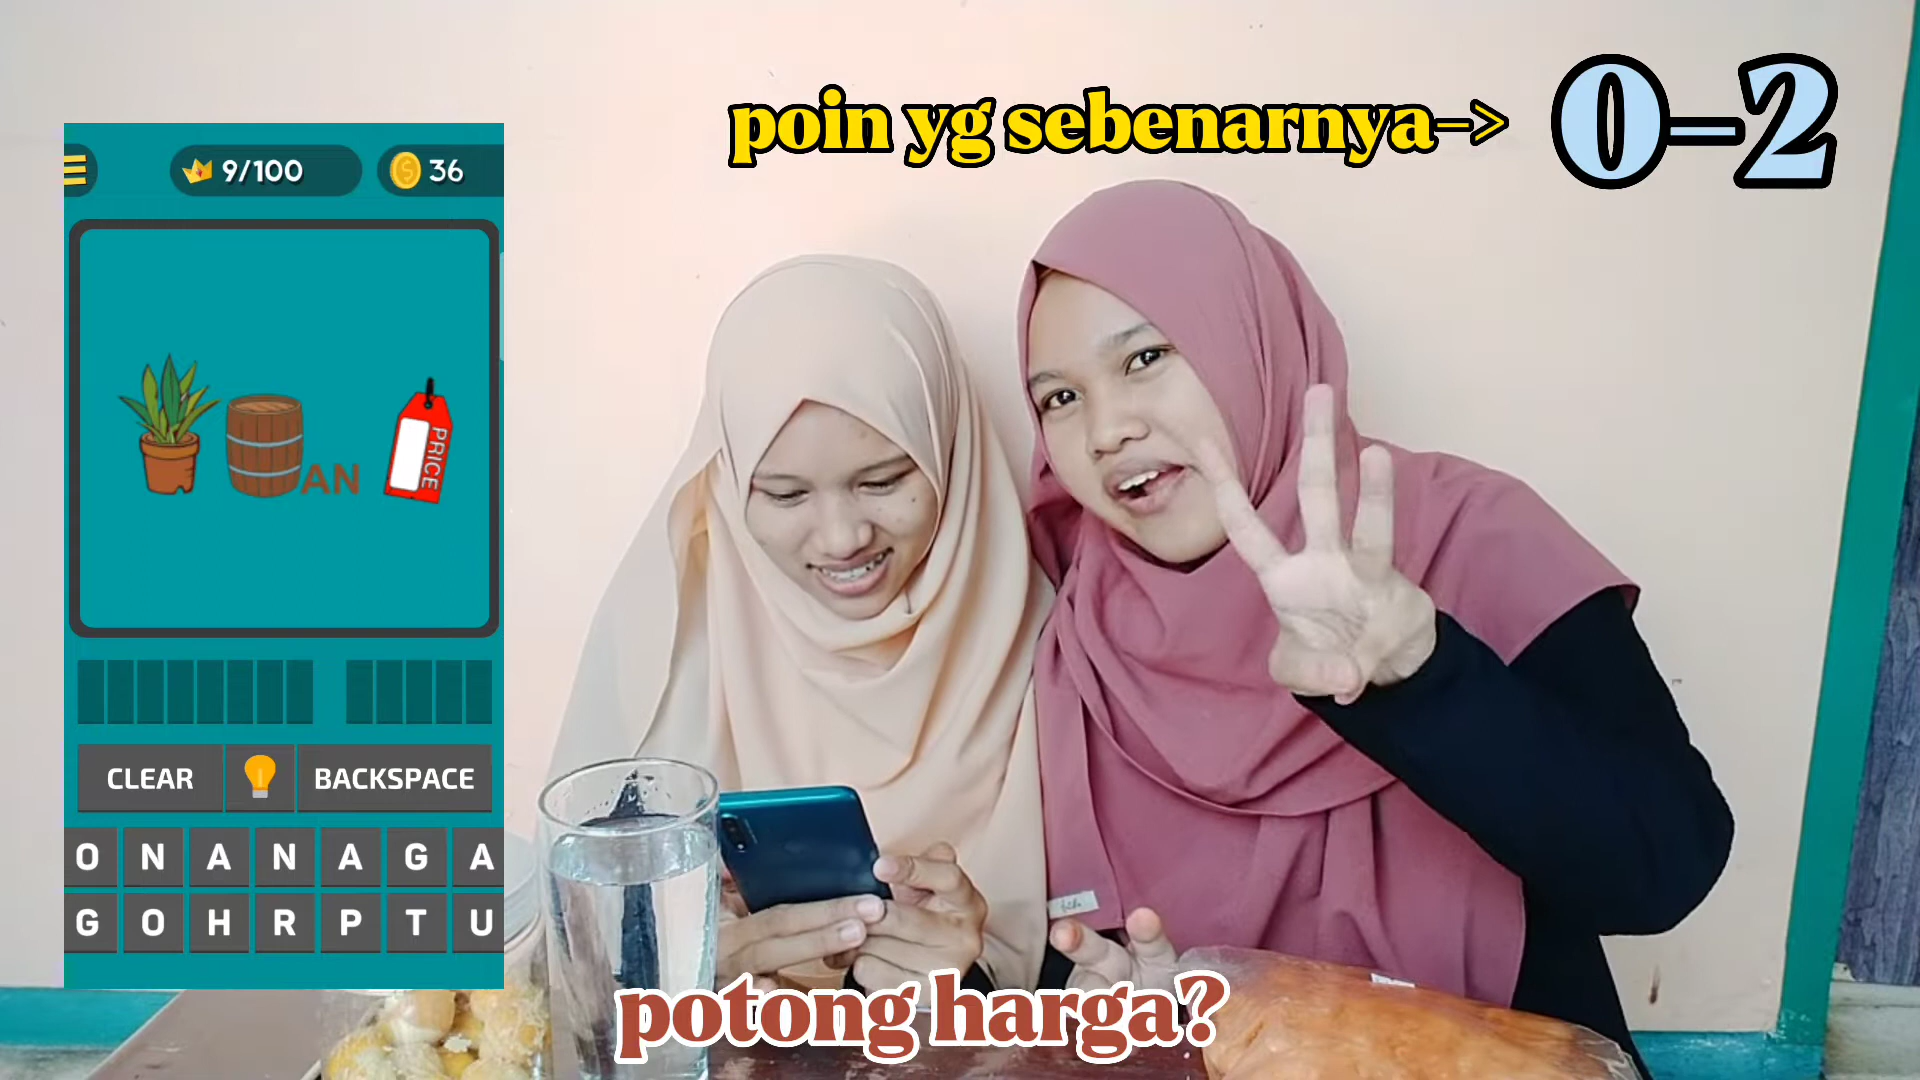 poin yg sebenarnya-> 0-2
9/100 36
AN
PRICE
CLEAR BACKSPACE
O N A N A G A
G O H R P T U
potong harga?